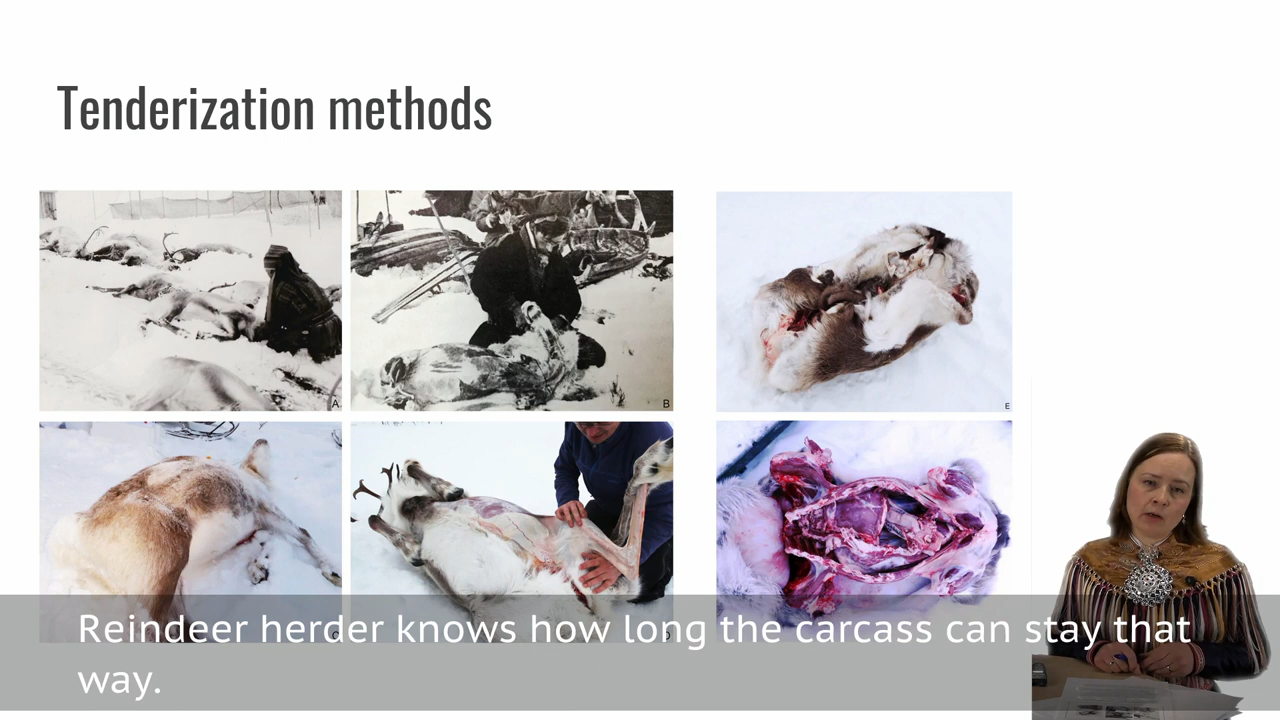 Tenderization methods
A
B
E
Reindeer herder knows how long the carcass can stay that
way.